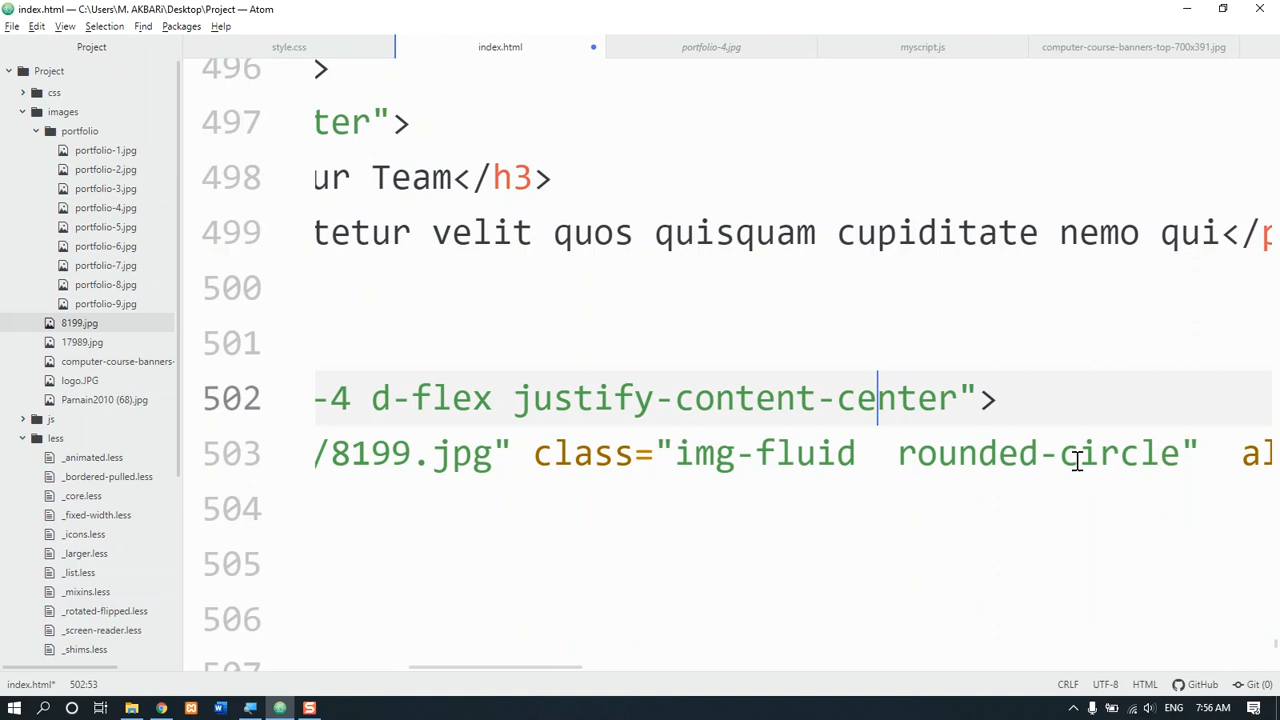 index.html — C:\Users\M. AKBARi\Desktop\Project — Atom
File Edit View Selection Find Packages Help
Project
style.css
index.html
portfolio-4.jpg
myscript.js
computer-course-banners-top-700x391.jpg
Project
css
images
portfolio
portfolio-1.jpg
portfolio-2.jpg
portfolio-3.jpg
portfolio-4.jpg
portfolio-5.jpg
portfolio-6.jpg
portfolio-7.jpg
portfolio-8.jpg
portfolio-9.jpg
8199.jpg
17989.jpg
computer-course-banners-
logo.JPG
Parnain2010 (68).jpg
js
less
_animated.less
_bordered-pulled.less
_core.less
_fixed-width.less
_icons.less
_larger.less
_list.less
_mixins.less
_rotated-flipped.less
_screen-reader.less
_shims.less
496 >
497 ter">
498 ur Team</h3>
499 tetur velit quos quisquam cupiditate nemo qui</p
500
501
502 -4 d-flex justify-content-center">
503 /8199.jpg" class="img-fluid  rounded-circle"  al
504
505
506
507
index.html* 502:53
CRLF UTF-8 HTML GitHub Git (0)
ENG 7:56 AM